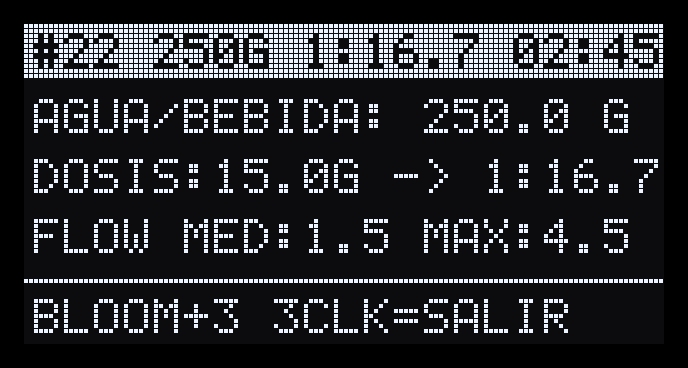 #22 250G 1:16.7 02:45
AGUA/BEBIDA: 250.0 G
DOSIS:15.0G -> 1:16.7
FLOW MED:1.5 MAX:4.5
BLOOM+3 3CLK=SALIR